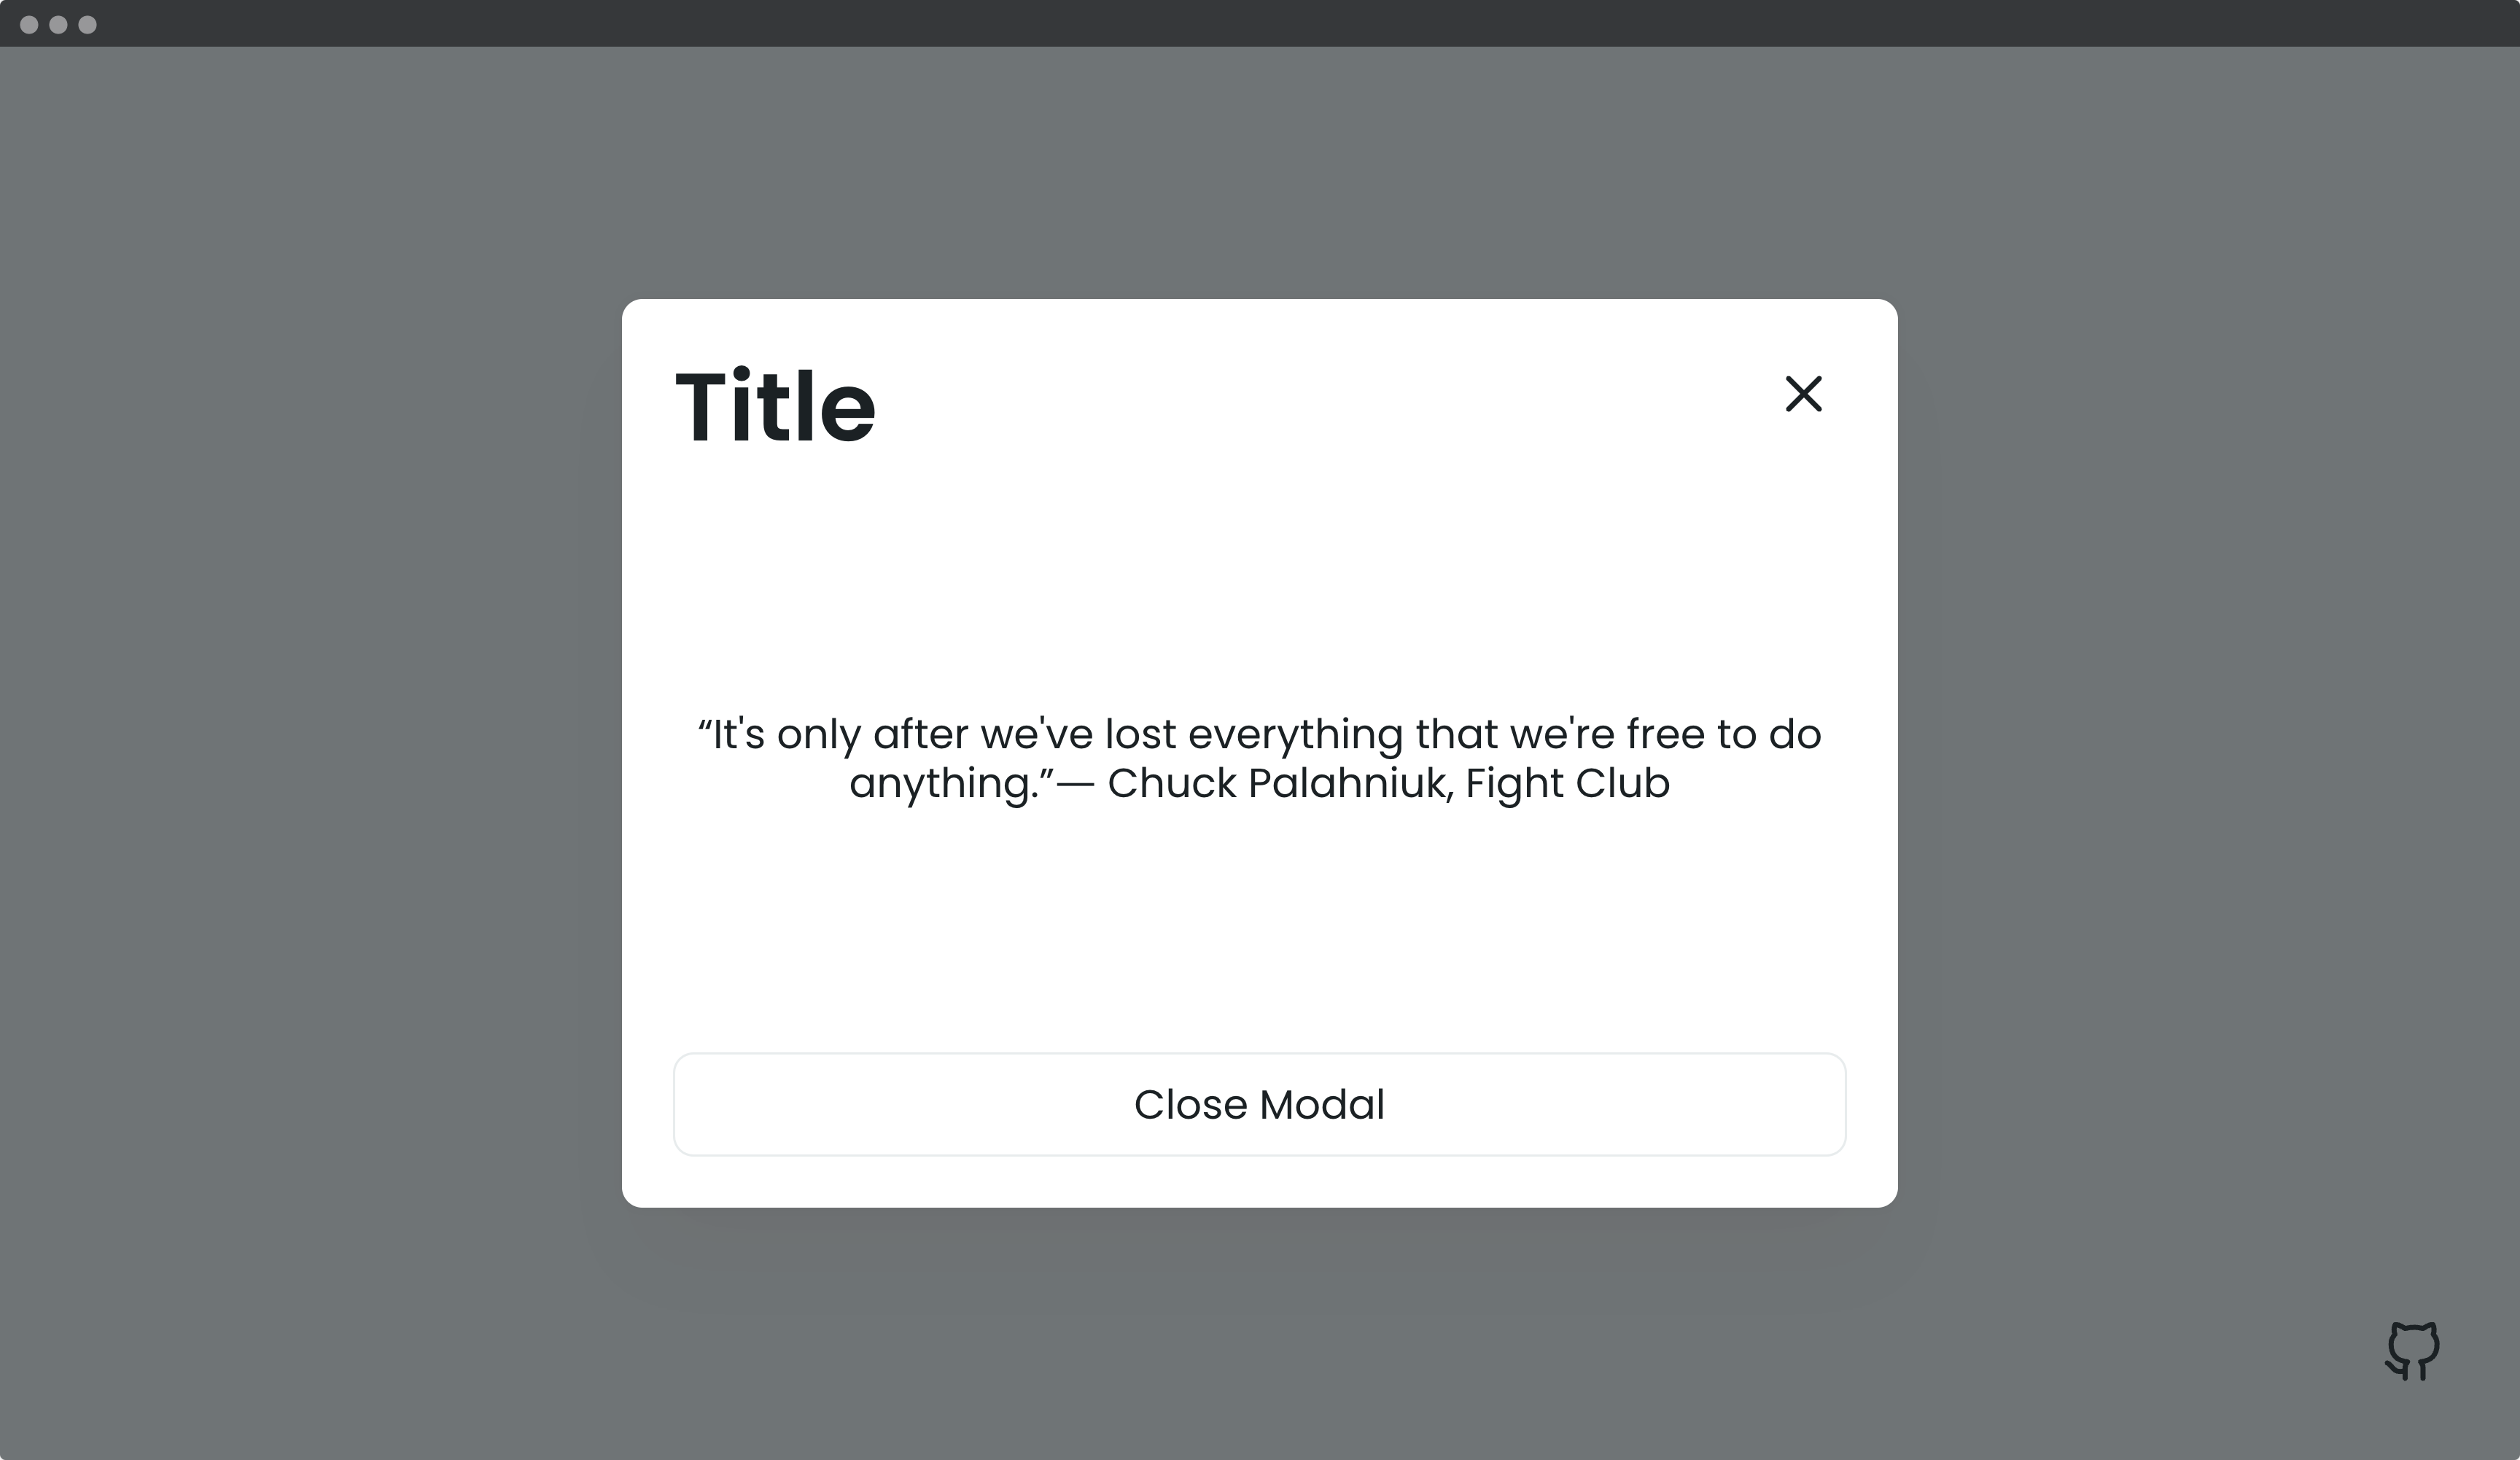 Title
“It's only after we've lost everything that we're free to do
anything.”— Chuck Palahniuk, Fight Club
Close Modal